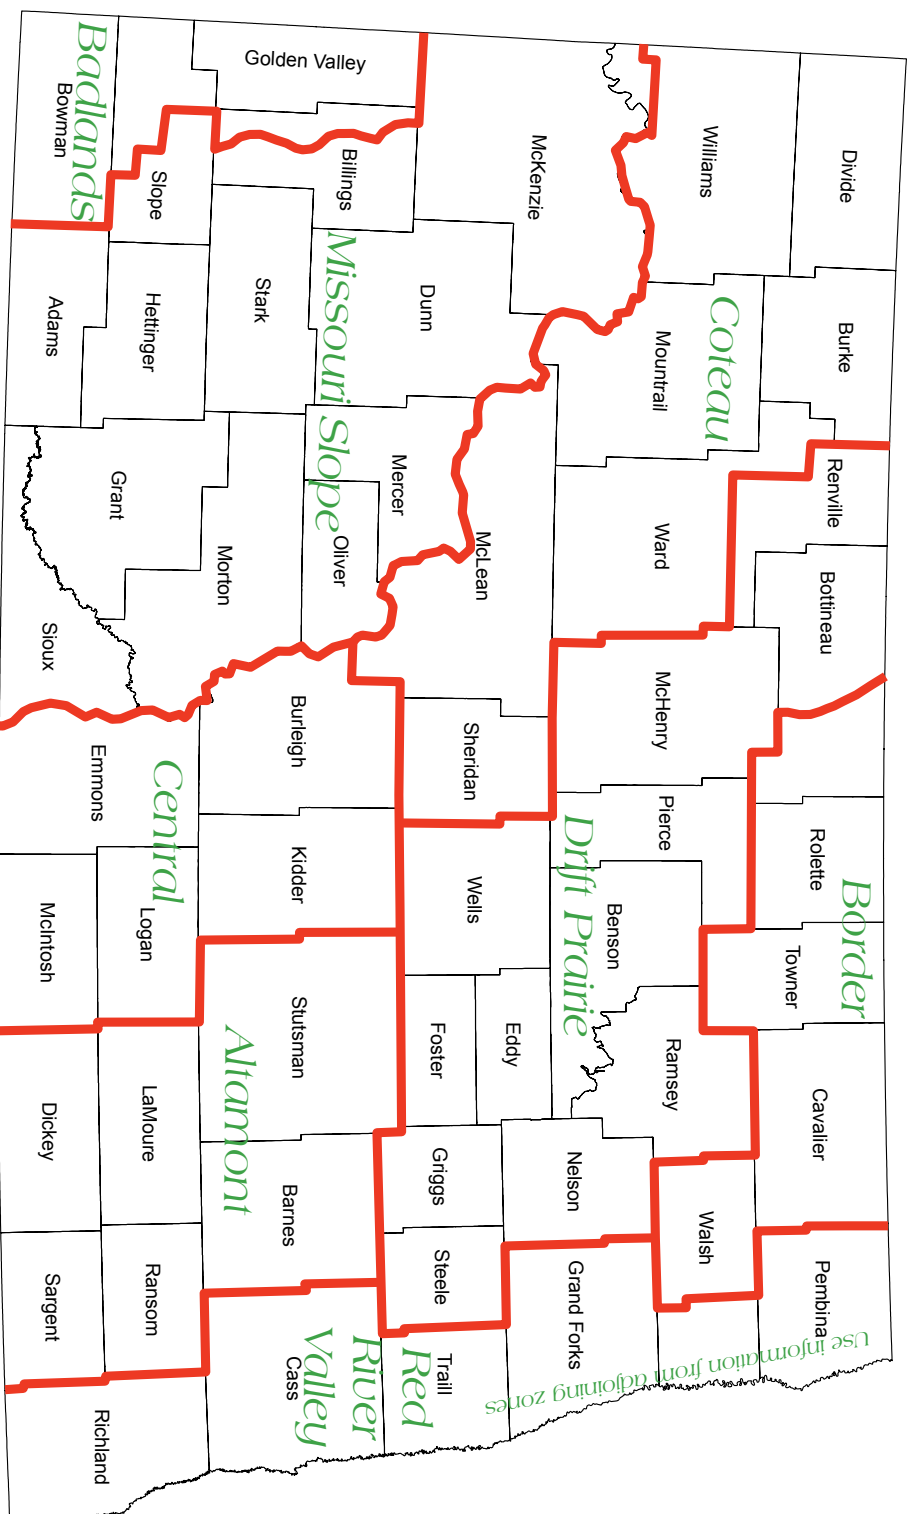 Divide
Burke
Renville
Bottineau
Rolette
Border
Towner
Cavalier
Pembina
Williams
Coteau
Mountrail
Ward
McHenry
Pierce
Benson
Ramsey
Walsh
McKenzie
McLean
Sheridan
Wells
Drift Prairie
Eddy
Foster
Nelson
Griggs
Steele
Grand Forks
Traill
Use information from adjoining zones
Golden Valley
Billings
Dunn
Missouri Slope
Mercer
Oliver
Stark
Morton
Burleigh
Kidder
Stutsman
Altamont
Barnes
Red
River
Valley
Cass
Badlands
Bowman
Slope
Hettinger
Adams
Grant
Sioux
Emmons
Central
Logan
McIntosh
LaMoure
Dickey
Ransom
Sargent
Richland